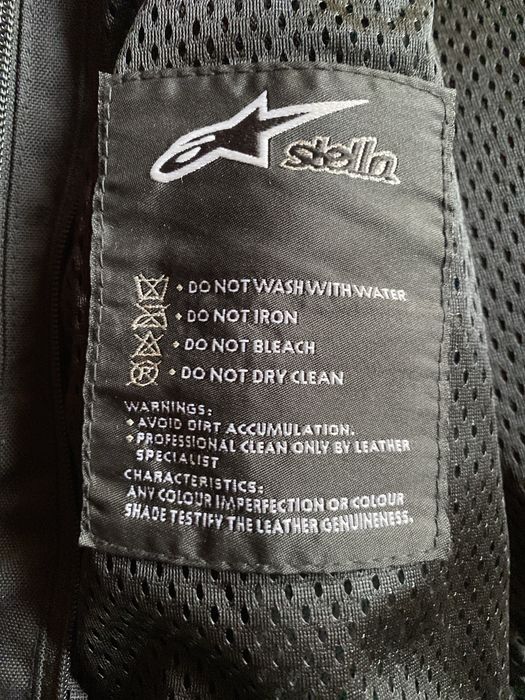 stella
• DO NOT WASH WITH WATER
• DO NOT IRON
• DO NOT BLEACH
Ⓡ • DO NOT DRY CLEAN
WARNINGS:
• AVOID DIRT ACCUMULATION.
• PROFESSIONAL CLEAN ONLY BY LEATHER
SPECIALIST
CHARACTERISTICS:
ANY COLOUR IMPERFECTION OR COLOUR
SHADE TESTIFY THE LEATHER GENUINENESS.